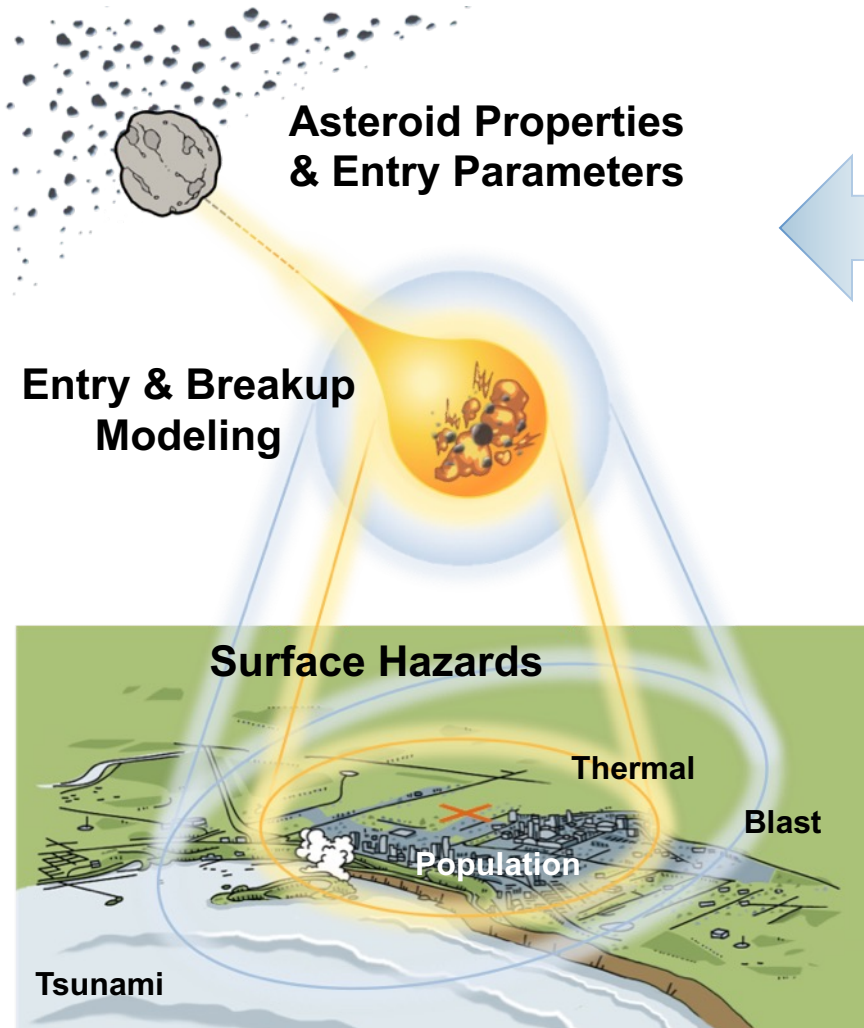 Asteroid Properties
& Entry Parameters
Entry & Breakup
Modeling
Surface Hazards
Thermal
Blast
Population
Tsunami